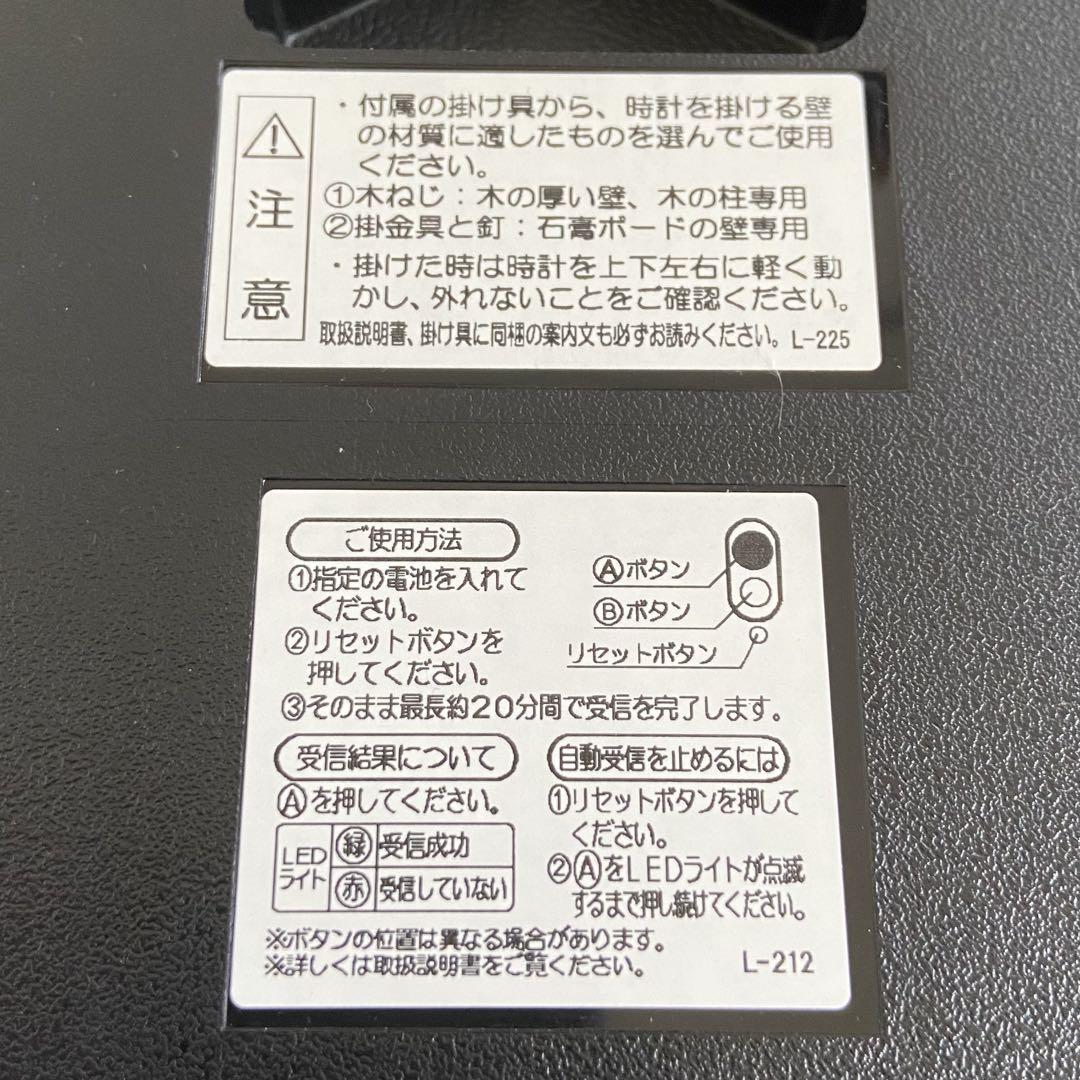 注意
・付属の掛け具から、時計を掛ける壁
の材質に適したものを選んでご使用
ください。
①木ねじ：木の厚い壁、木の柱専用
②掛金具と釘：石膏ボードの壁専用
・掛けた時は時計を上下左右に軽く動
かし、外れないことをご確認ください。
取扱説明書、掛け具に同梱の案内文も必ずお読みください。 L-225
ご使用方法
①指定の電池を入れて
ください。
②リセットボタンを
押してください。
③そのまま最長約20分間で受信を完了します。
Ⓐボタン
Ⓑボタン
リセットボタン
受信結果について
Ⓐを押してください。
LED
ライト
緑 受信成功
赤 受信していない
自動受信を止めるには
①リセットボタンを押して
ください。
②ⒶをLEDライトが点滅
するまで押し続けてください。
※ボタンの位置は異なる場合があります。
※詳しくは取扱説明書をご覧ください。 L-212